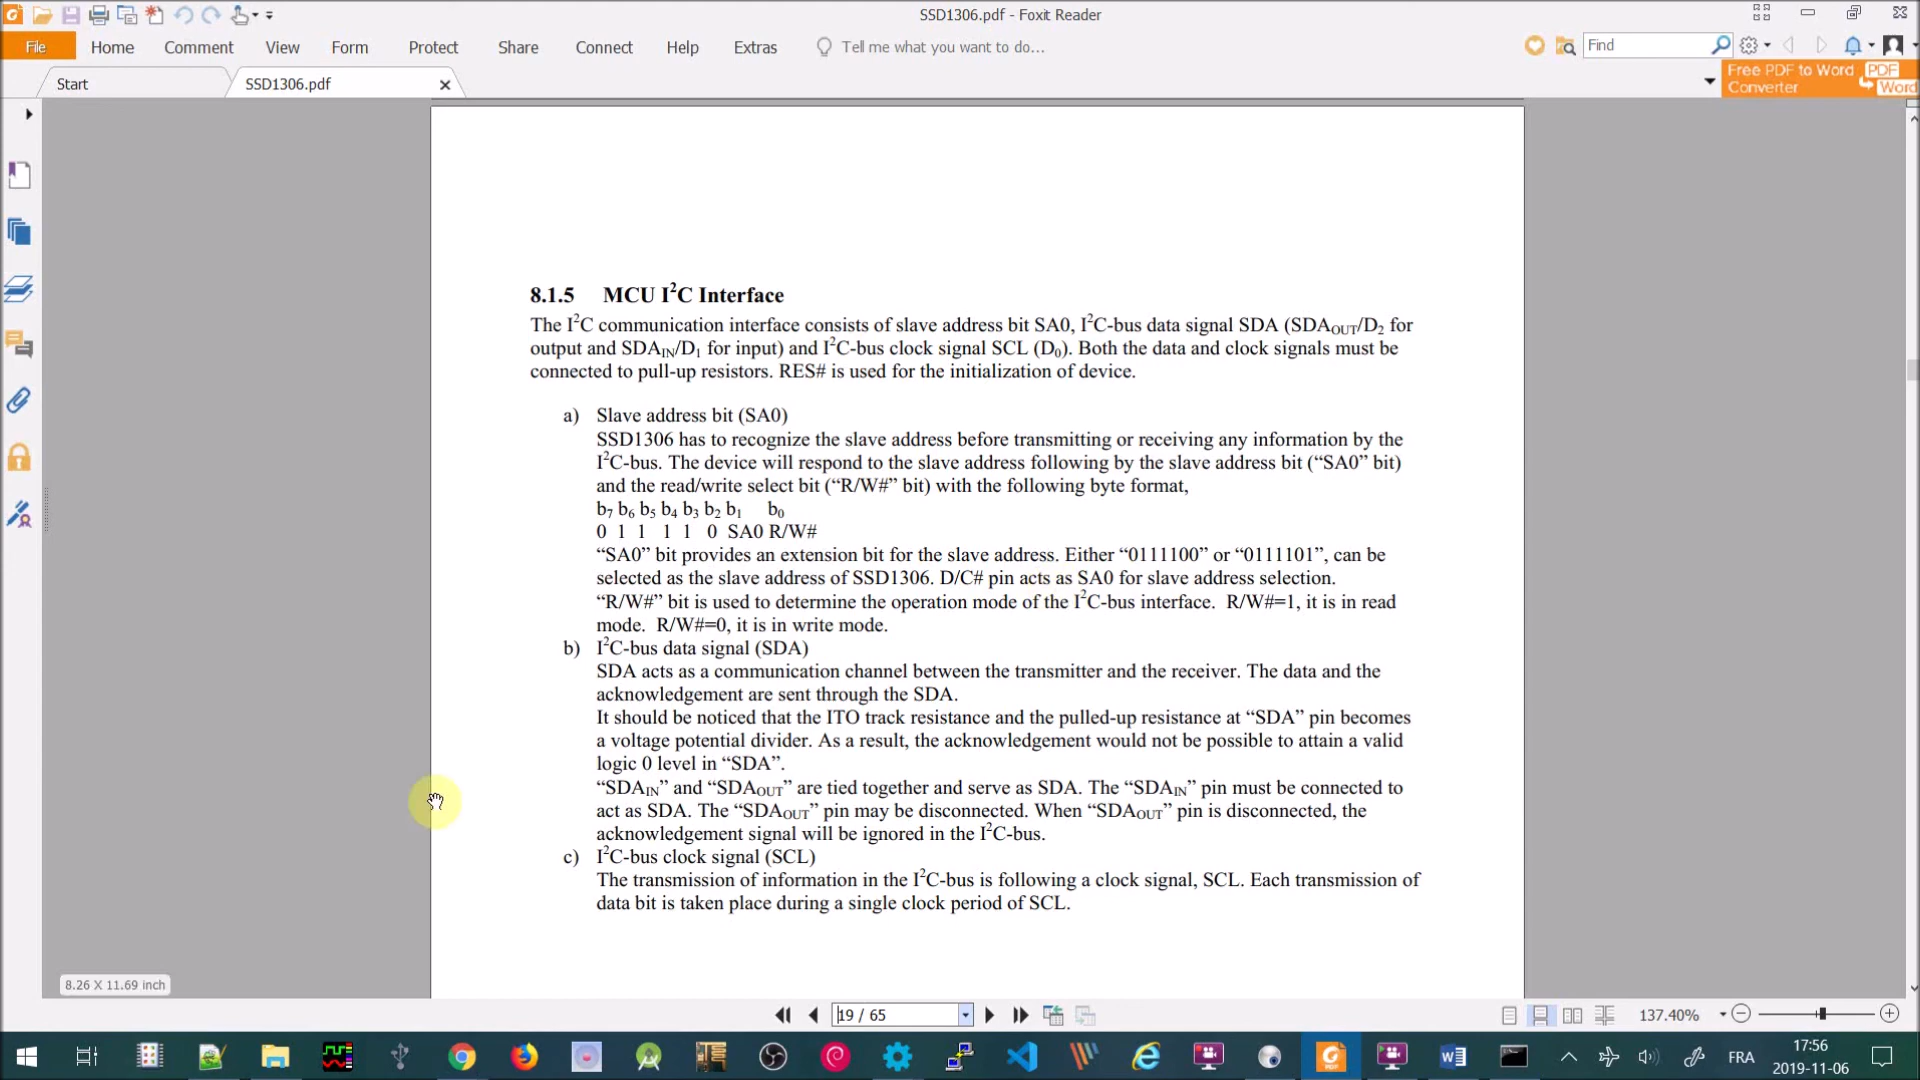 SSD1306.pdf - Foxit Reader
File Home Comment View Form Protect Share Connect Help Extras Tell me what you want to do... Find
Start SSD1306.pdf
Free PDF to Word Converter
PDF
Word
8.1.5 MCU I²C Interface
The I²C communication interface consists of slave address bit SA0, I²C-bus data signal SDA (SDAOUT/D₂ for
output and SDAIN/D₁ for input) and I²C-bus clock signal SCL (D₀). Both the data and clock signals must be
connected to pull-up resistors. RES# is used for the initialization of device.
a) Slave address bit (SA0)
SSD1306 has to recognize the slave address before transmitting or receiving any information by the
I²C-bus. The device will respond to the slave address following by the slave address bit (“SA0” bit)
and the read/write select bit (“R/W#” bit) with the following byte format,
b₇ b₆ b₅ b₄ b₃ b₂ b₁ b₀
0 1 1 1 1 0 SA0 R/W#
“SA0” bit provides an extension bit for the slave address. Either “0111100” or “0111101”, can be
selected as the slave address of SSD1306. D/C# pin acts as SA0 for slave address selection.
“R/W#” bit is used to determine the operation mode of the I²C-bus interface. R/W#=1, it is in read
mode. R/W#=0, it is in write mode.
b) I²C-bus data signal (SDA)
SDA acts as a communication channel between the transmitter and the receiver. The data and the
acknowledgement are sent through the SDA.
It should be noticed that the ITO track resistance and the pulled-up resistance at “SDA” pin becomes
a voltage potential divider. As a result, the acknowledgement would not be possible to attain a valid
logic 0 level in “SDA”.
“SDAIN” and “SDAOUT” are tied together and serve as SDA. The “SDAIN” pin must be connected to
act as SDA. The “SDAOUT” pin may be disconnected. When “SDAOUT” pin is disconnected, the
acknowledgement signal will be ignored in the I²C-bus.
c) I²C-bus clock signal (SCL)
The transmission of information in the I²C-bus is following a clock signal, SCL. Each transmission of
data bit is taken place during a single clock period of SCL.
8.26 X 11.69 inch
19 / 65
137.40%
FRA
17:56
2019-11-06